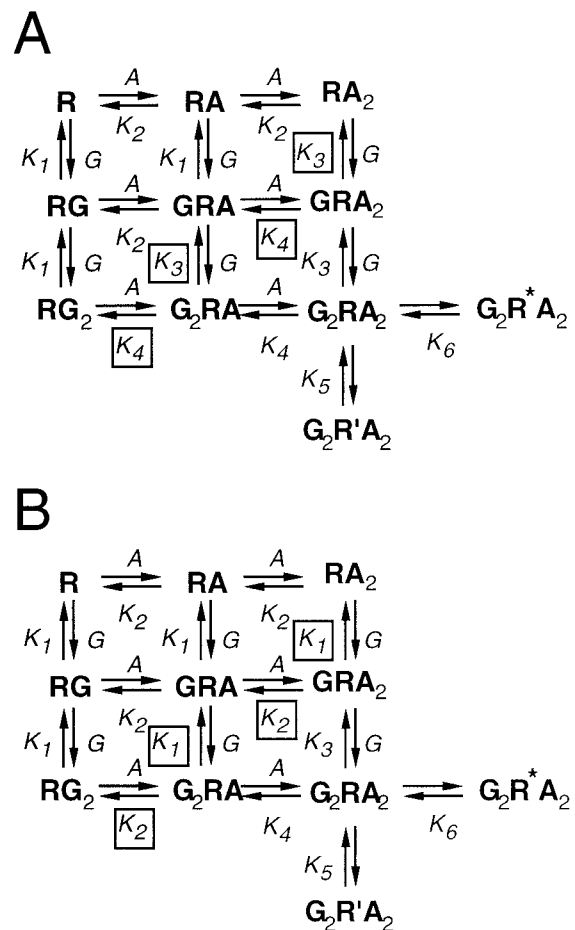 A
A A
R RA RA2
K2 K2
K1 G K1 G K3 G
A A
RG GRA GRA2
K2 K4
K1 G K3 G K3 G
A A
RG2 G2RA G2RA2 G2R*A2
K4 K4 K6
K5
G2R'A2
B
A A
R RA RA2
K2 K2
K1 G K1 G K1 G
A A
RG GRA GRA2
K2 K2
K1 G K1 G K3 G
A A
RG2 G2RA G2RA2 G2R*A2
K2 K4 K6
K5
G2R'A2